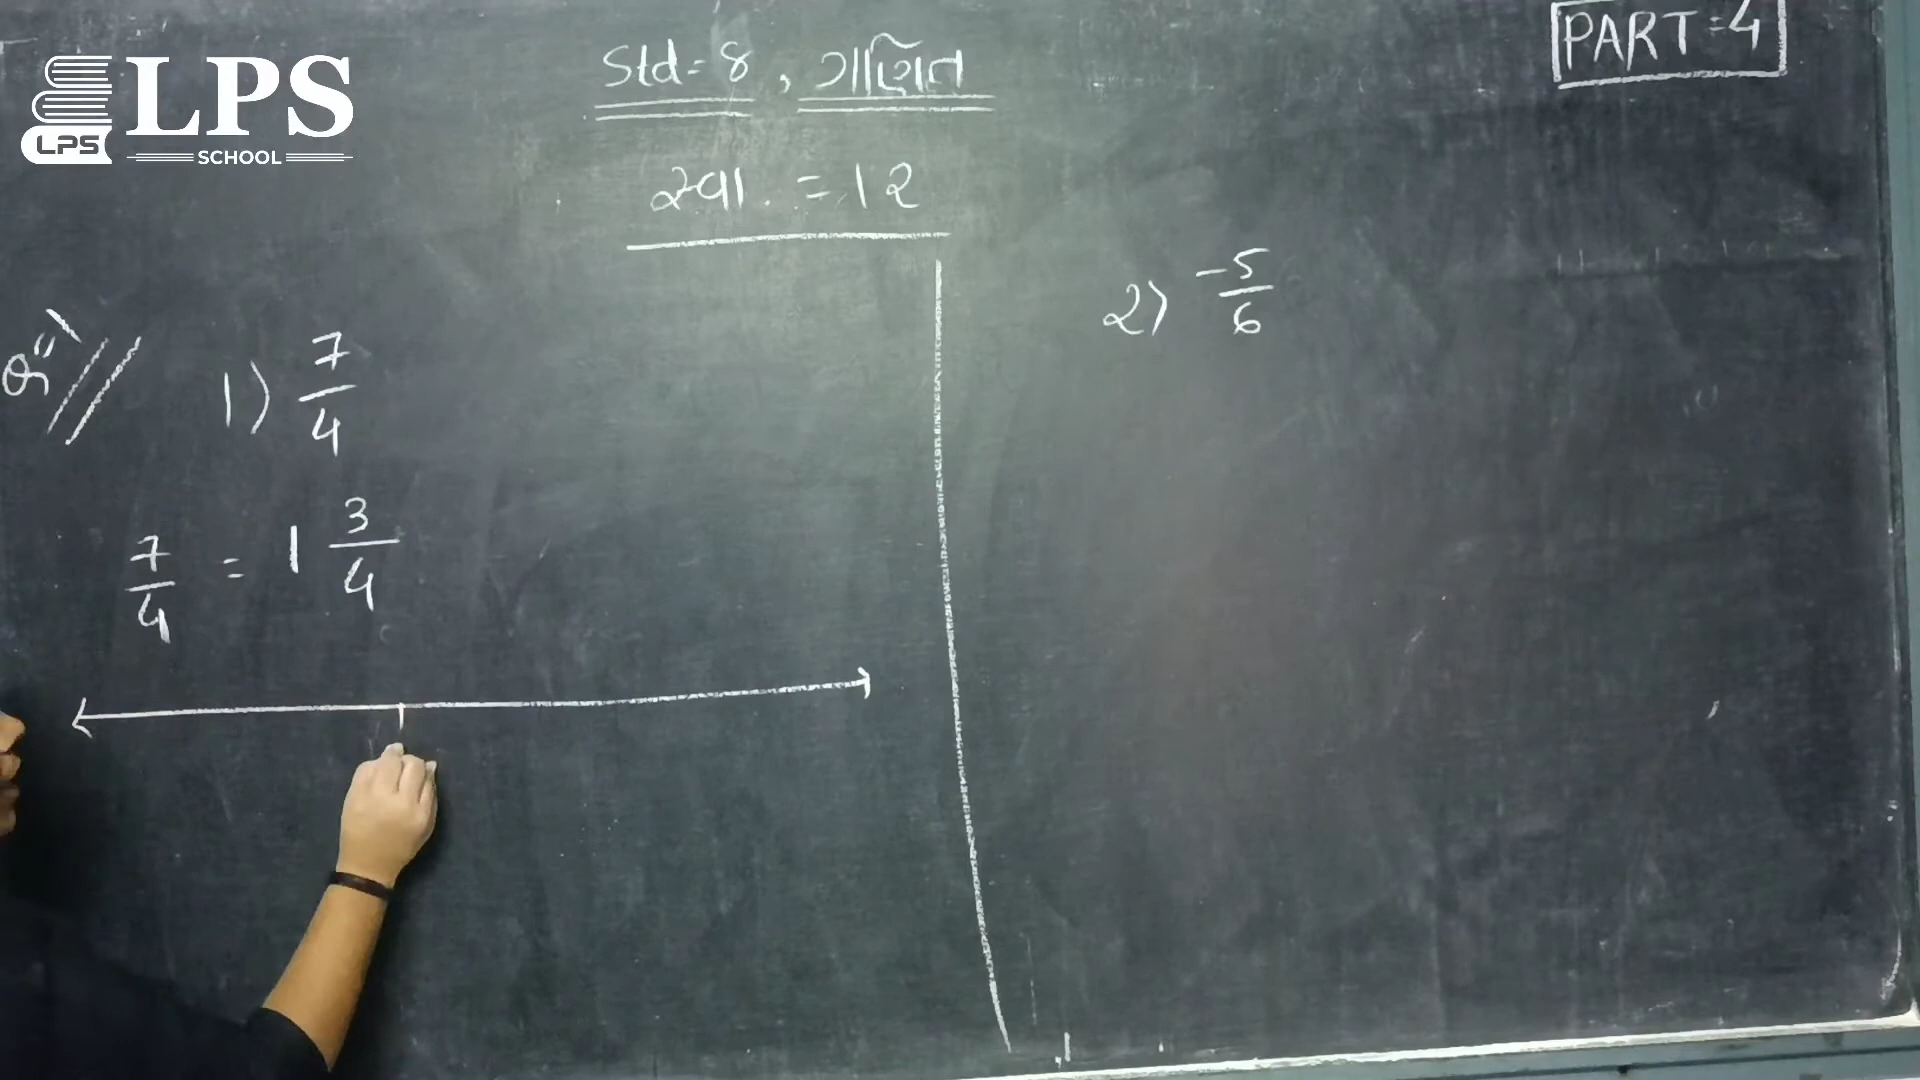 LPS
LPS
SCHOOL
PART=4
Std=8, ગણિત
સ્વા. = 12
Q=1
1) 7/4
7/4 = 1 3/4
2) -5/6